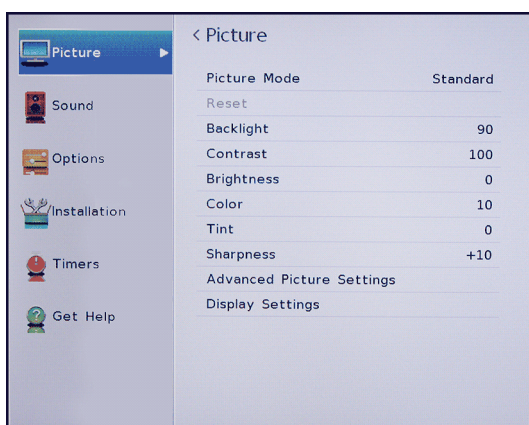 Picture
Sound
Options
Installation
Timers
Get Help
< Picture
Picture Mode Standard
Reset
Backlight 90
Contrast 100
Brightness 0
Color 10
Tint 0
Sharpness +10
Advanced Picture Settings
Display Settings